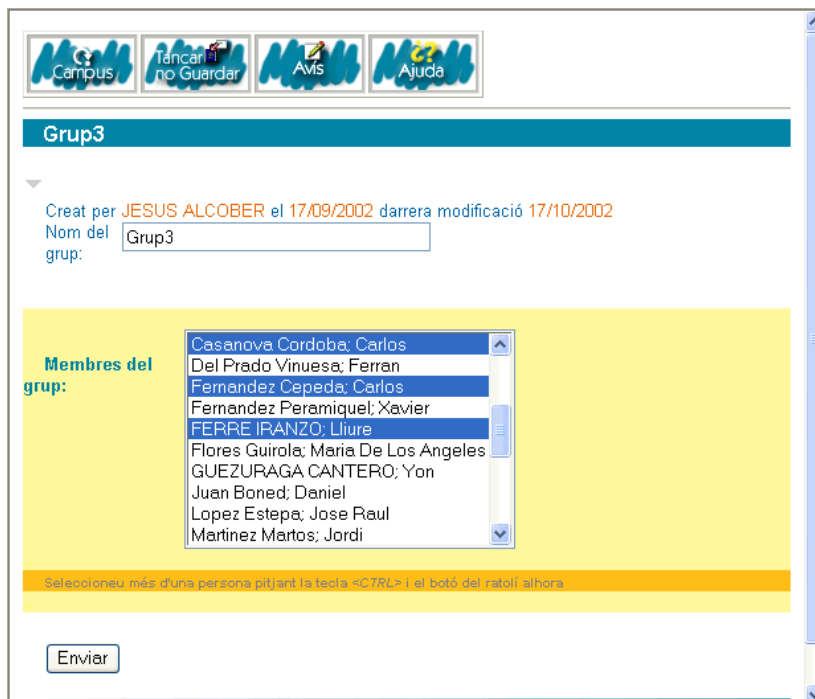 Campus
Tancar
no Guardar
Avís
Ajuda
Grup3
Creat per JESUS ALCOBER el 17/09/2002 darrera modificació 17/10/2002
Nom del
grup:
Grup3
Membres del
grup:
Casanova Cordoba; Carlos
Del Prado Vinuesa; Ferran
Fernandez Cepeda; Carlos
Fernandez Peramiquel; Xavier
FERRE IRANZO; Lliure
Flores Guirola; Maria De Los Angeles
GUEZURAGA CANTERO; Yon
Juan Boned; Daniel
Lopez Estepa; Jose Raul
Martinez Martos; Jordi
Seleccioneu més d'una persona pitjant la tecla <CTRL> i el botó del ratolí alhora
Enviar